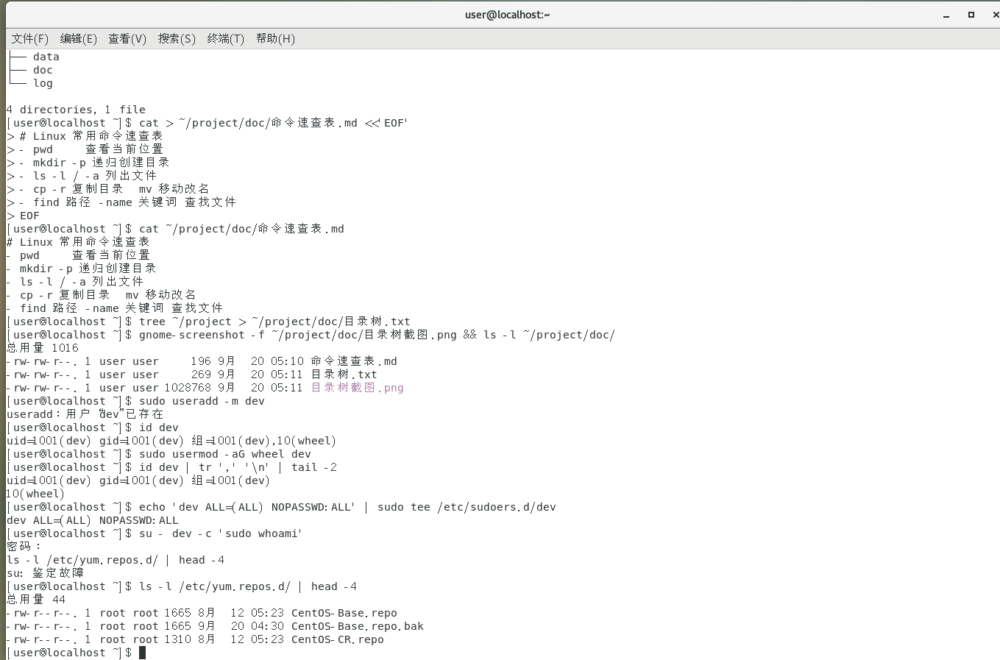 user@localhost:~
文件(F) 编辑(E) 查看(V) 搜索(S) 终端(T) 帮助(H)
├── data
├── doc
└── log
4 directories, 1 file
[user@localhost ~]$ cat > ~/project/doc/命令速查表.md <<'EOF'
> # Linux 常用命令速查表
> - pwd     查看当前位置
> - mkdir -p 递归创建目录
> - ls -l / -a 列出文件
> - cp -r 复制目录  mv 移动改名
> - find 路径 -name 关键词 查找文件
> EOF
[user@localhost ~]$ cat ~/project/doc/命令速查表.md
# Linux 常用命令速查表
- pwd     查看当前位置
- mkdir -p 递归创建目录
- ls -l / -a 列出文件
- cp -r 复制目录  mv 移动改名
- find 路径 -name 关键词 查找文件
[user@localhost ~]$ tree ~/project > ~/project/doc/目录树.txt
[user@localhost ~]$ gnome-screenshot -f ~/project/doc/目录树截图.png && ls -l ~/project/doc/
总用量 1016
-rw-rw-r--. 1 user user     196 9月  20 05:10 命令速查表.md
-rw-rw-r--. 1 user user     269 9月  20 05:11 目录树.txt
-rw-rw-r--. 1 user user 1028768 9月  20 05:11 目录树截图.png
[user@localhost ~]$ sudo useradd -m dev
useradd：用户“dev”已存在
[user@localhost ~]$ id dev
uid=1001(dev) gid=1001(dev) 组=1001(dev),10(wheel)
[user@localhost ~]$ sudo usermod -aG wheel dev
[user@localhost ~]$ id dev | tr ',' '\n' | tail -2
uid=1001(dev) gid=1001(dev) 组=1001(dev)
10(wheel)
[user@localhost ~]$ echo 'dev ALL=(ALL) NOPASSWD:ALL' | sudo tee /etc/sudoers.d/dev
dev ALL=(ALL) NOPASSWD:ALL
[user@localhost ~]$ su - dev -c 'sudo whoami'
密码：
ls -l /etc/yum.repos.d/ | head -4
su: 鉴定故障
[user@localhost ~]$ ls -l /etc/yum.repos.d/ | head -4
总用量 44
-rw-r--r--. 1 root root 1665 8月  12 05:23 CentOS-Base.repo
-rw-r--r--. 1 root root 1665 9月  20 04:30 CentOS-Base.repo.bak
-rw-r--r--. 1 root root 1310 8月  12 05:23 CentOS-CR.repo
[user@localhost ~]$